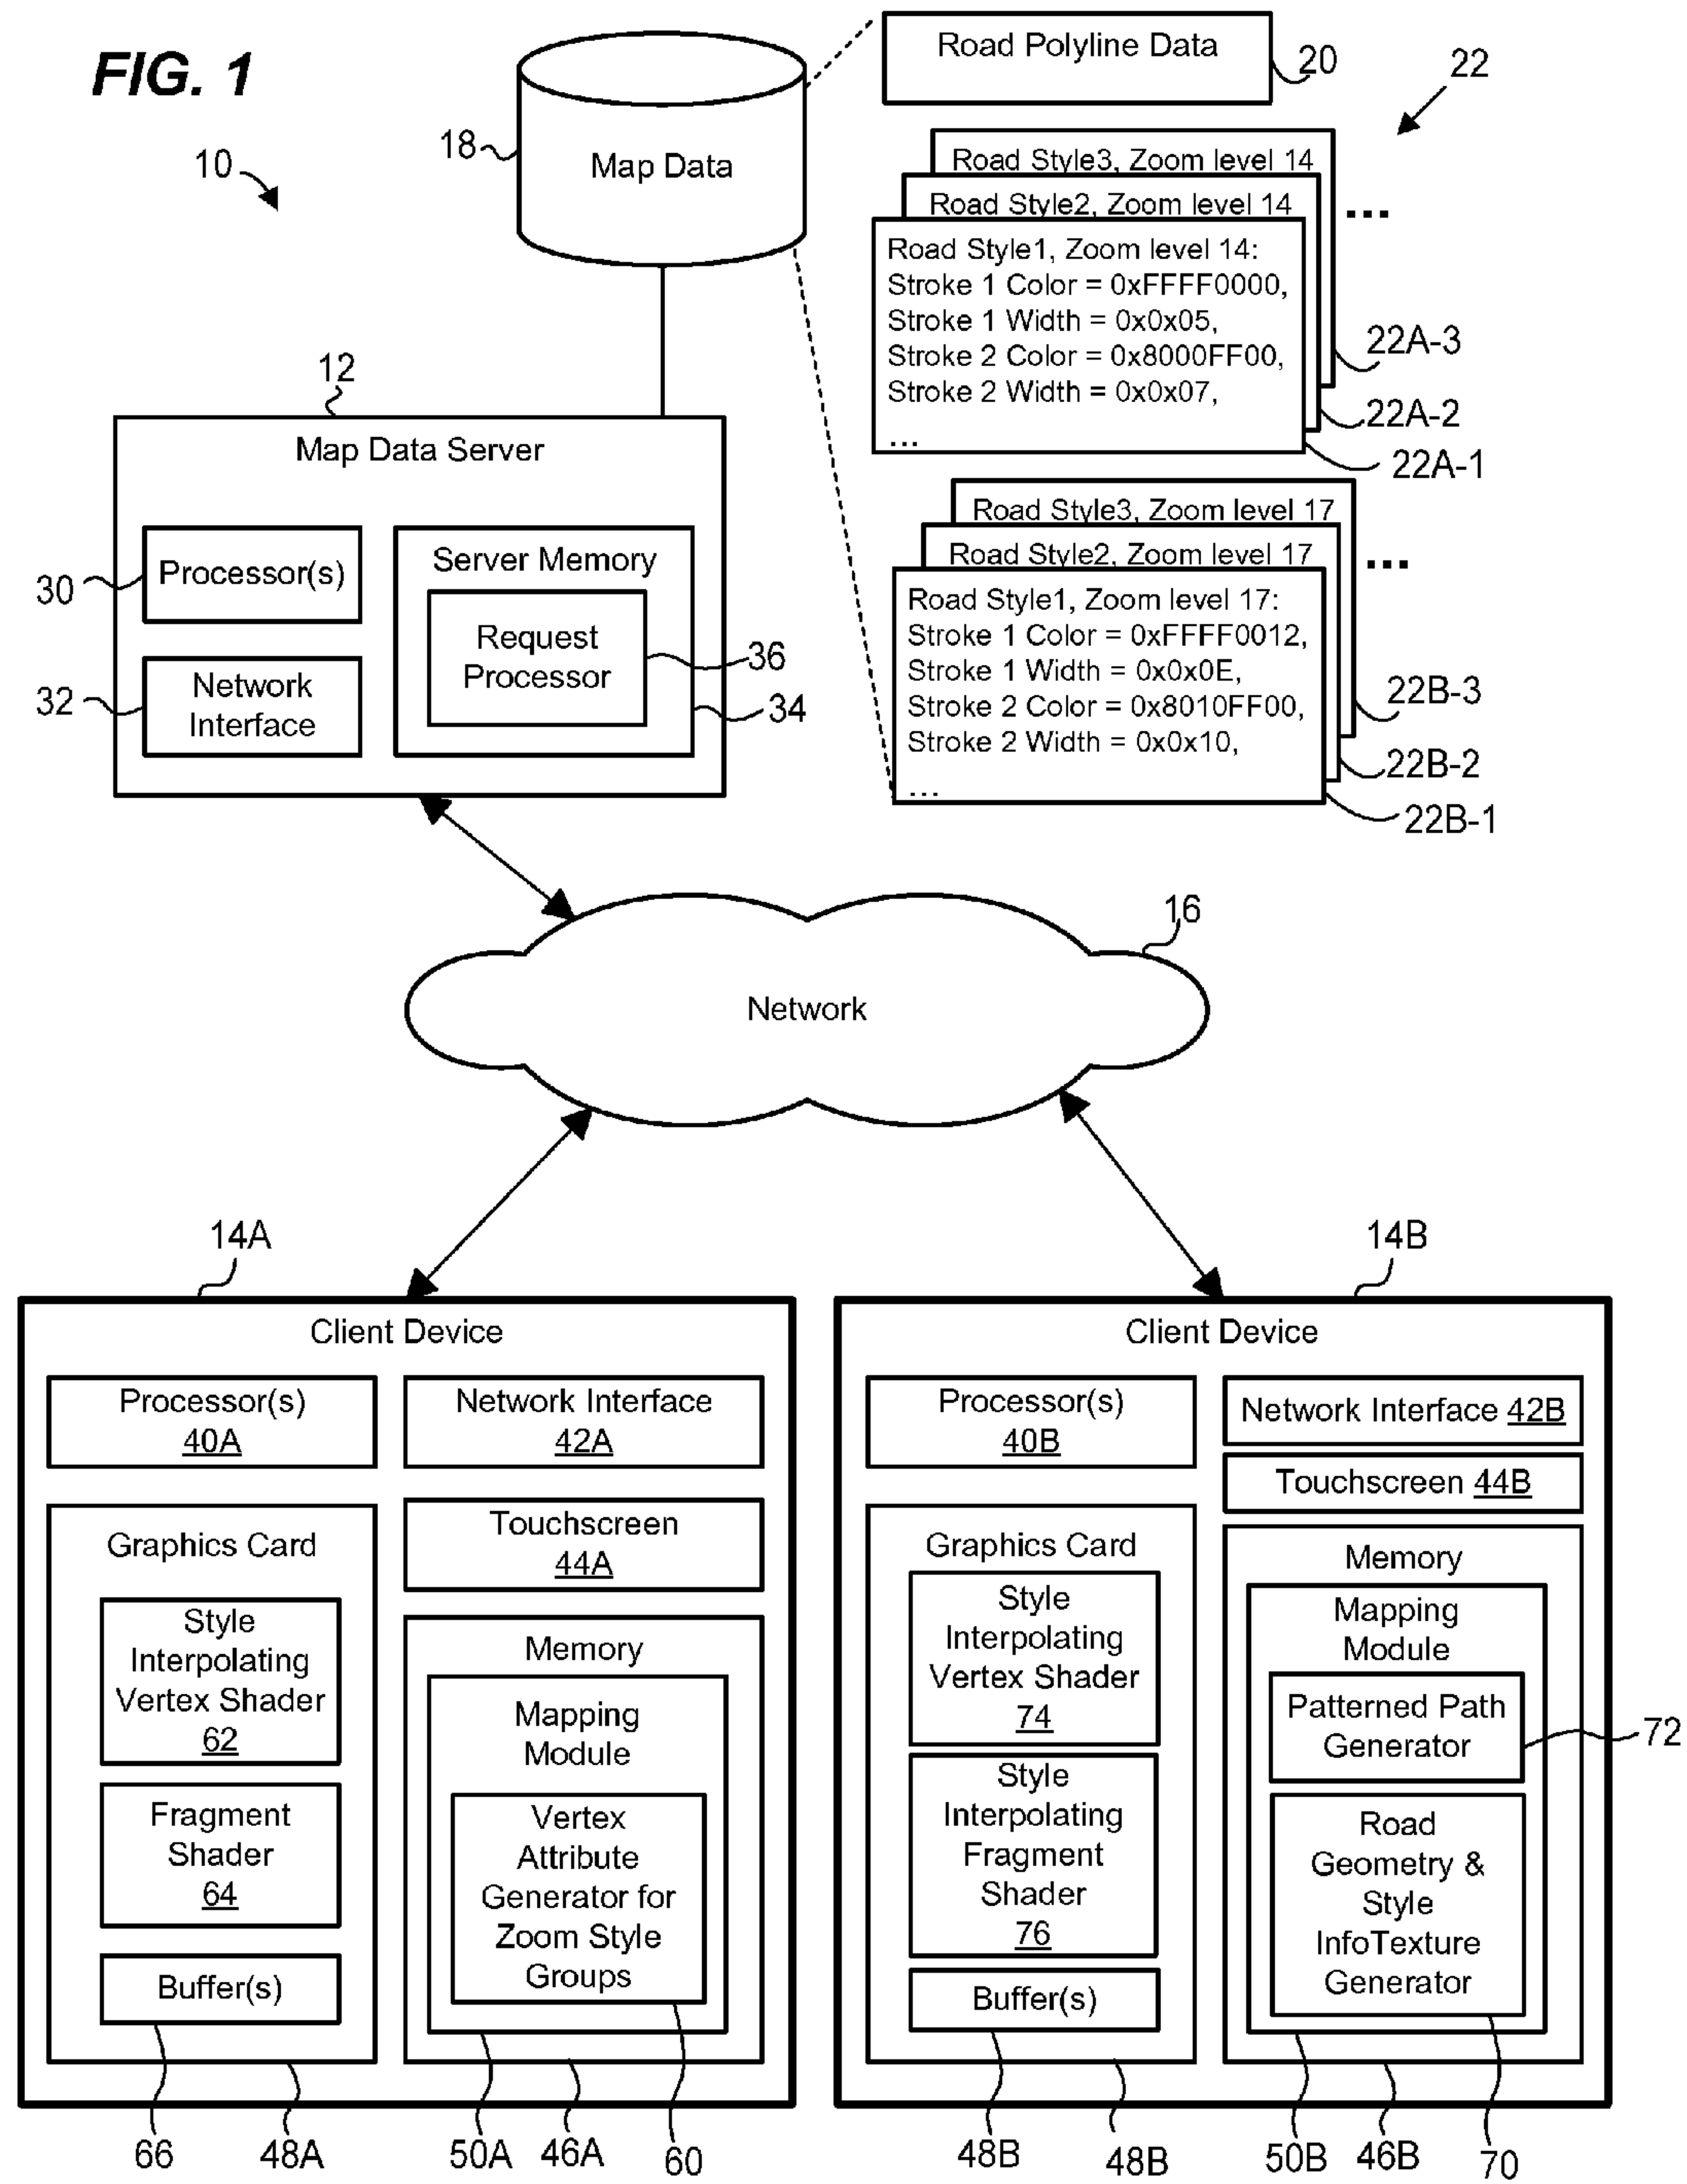 FIG. 1
10
18
Map Data
Road Polyline Data
20
22
Road Style3, Zoom level 14
Road Style2, Zoom level 14
...
Road Style1, Zoom level 14:
Stroke 1 Color = 0xFFFF0000,
Stroke 1 Width = 0x0x05,
Stroke 2 Color = 0x8000FF00,
Stroke 2 Width = 0x0x07,
...
22A-3
22A-2
22A-1
Road Style3, Zoom level 17
Road Style2, Zoom level 17
...
Road Style1, Zoom level 17:
Stroke 1 Color = 0xFFFF0012,
Stroke 1 Width = 0x0x0E,
Stroke 2 Color = 0x8010FF00,
Stroke 2 Width = 0x0x10,
...
22B-3
22B-2
22B-1
12
Map Data Server
30
Processor(s)
32
Network
Interface
Server Memory
Request
Processor
36
34
16
Network
14A
Client Device
Processor(s)
40A
Network Interface
42A
Touchscreen
44A
Graphics Card
Style
Interpolating
Vertex Shader
62
Fragment
Shader
64
Buffer(s)
Memory
Mapping
Module
Vertex
Attribute
Generator for
Zoom Style
Groups
66
48A
50A
46A
60
14B
Client Device
Processor(s)
40B
Network Interface 42B
Touchscreen 44B
Graphics Card
Style
Interpolating
Vertex Shader
74
Style
Interpolating
Fragment
Shader
76
Buffer(s)
Memory
Mapping
Module
Patterned Path
Generator
72
Road
Geometry &
Style
InfoTexture
Generator
48B
48B
50B
46B
70